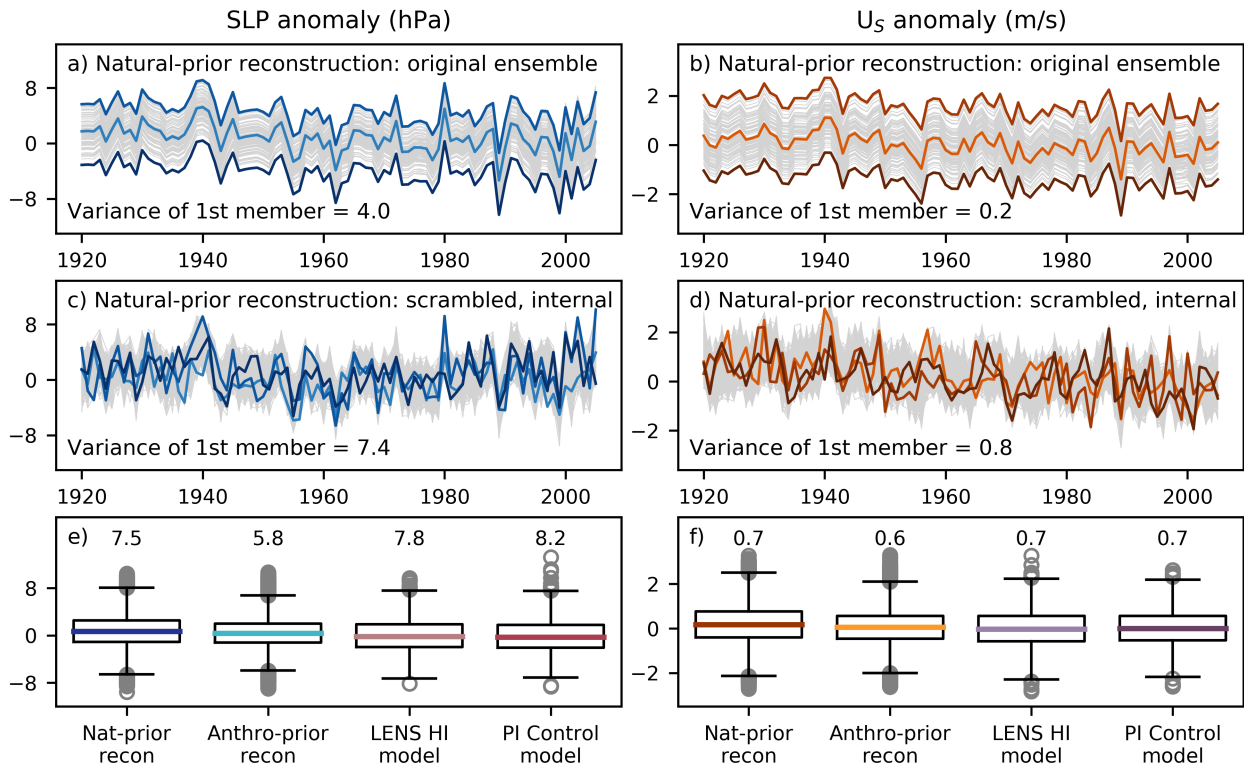 SLP anomaly (hPa)
U_S anomaly (m/s)
a) Natural-prior reconstruction: original ensemble
8
0
−8
Variance of 1st member = 4.0
1920 1940 1960 1980 2000
b) Natural-prior reconstruction: original ensemble
2
0
−2
Variance of 1st member = 0.2
1920 1940 1960 1980 2000
c) Natural-prior reconstruction: scrambled, internal
8
0
−8
Variance of 1st member = 7.4
1920 1940 1960 1980 2000
d) Natural-prior reconstruction: scrambled, internal
2
0
−2
Variance of 1st member = 0.8
1920 1940 1960 1980 2000
e) 7.5 5.8 7.8 8.2
8
0
−8
Nat-prior Anthro-prior LENS HI PI Control
recon recon model model
f) 0.7 0.6 0.7 0.7
2
0
−2
Nat-prior Anthro-prior LENS HI PI Control
recon recon model model